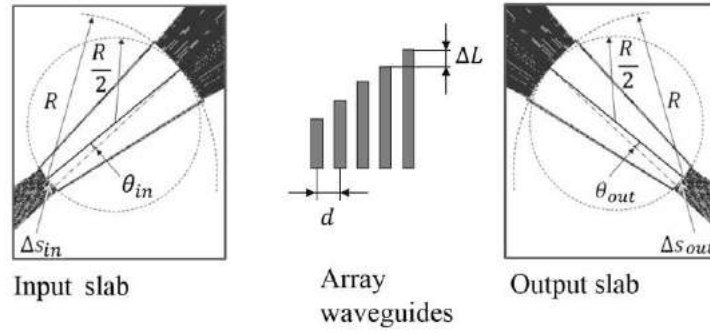 R
R/2
θin
Δsin
Input slab
ΔL
d
Array
waveguides
R/2
R
θout
Δsout
Output slab